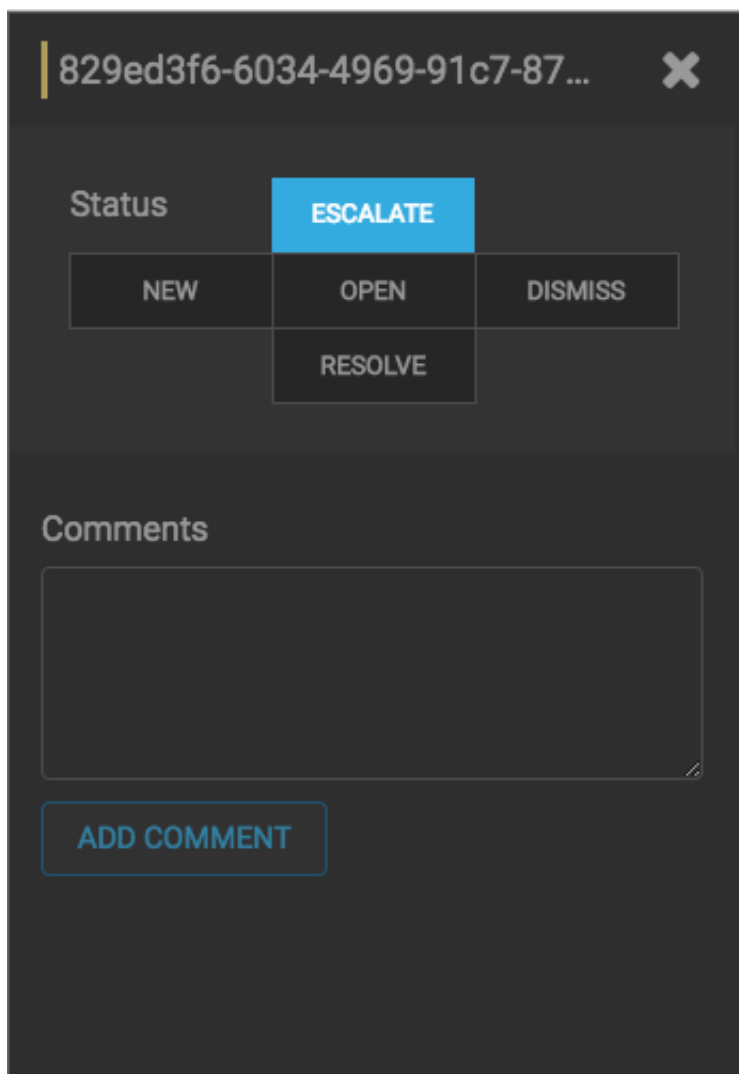 829ed3f6-6034-4969-91c7-87...
Status
ESCALATE
NEW OPEN DISMISS
RESOLVE
Comments
ADD COMMENT